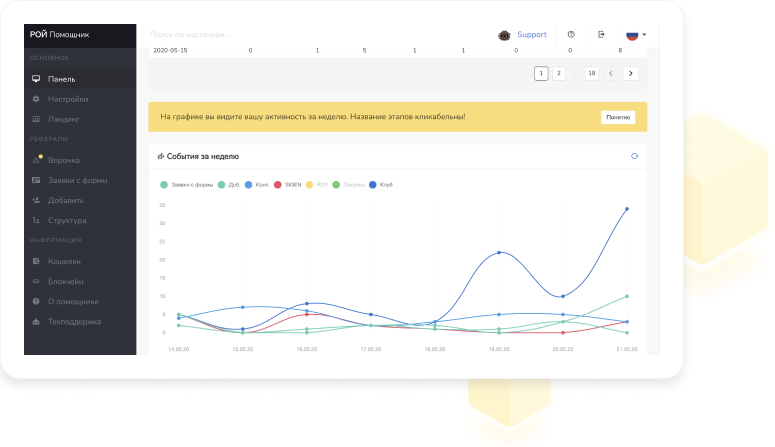 РОЙ Помощник
Поиск по карточкам...
Support
ОСНОВНОЕ
Панель
Настройки
Лэндинг
РЕФЕРАЛЫ
Воронка
Заявки с формы
Добавить
Структура
ИНФОРМАЦИЯ
Кошелек
Блокчейн
О помощнике
Техподдержка
2020-05-15 0 1 5 1 1 0 0 8
1 2 ... 18
На графике вы видите вашу активность за неделю. Название этапов кликабельны!
Понятно
События за неделю
Заявки с формы Доб. Конт. SIGEN ROY Покупка Клуб
35
30
25
20
15
10
5
0
14.05.20 15.05.20 16.05.20 17.05.20 18.05.20 19.05.20 20.05.20 21.05.20